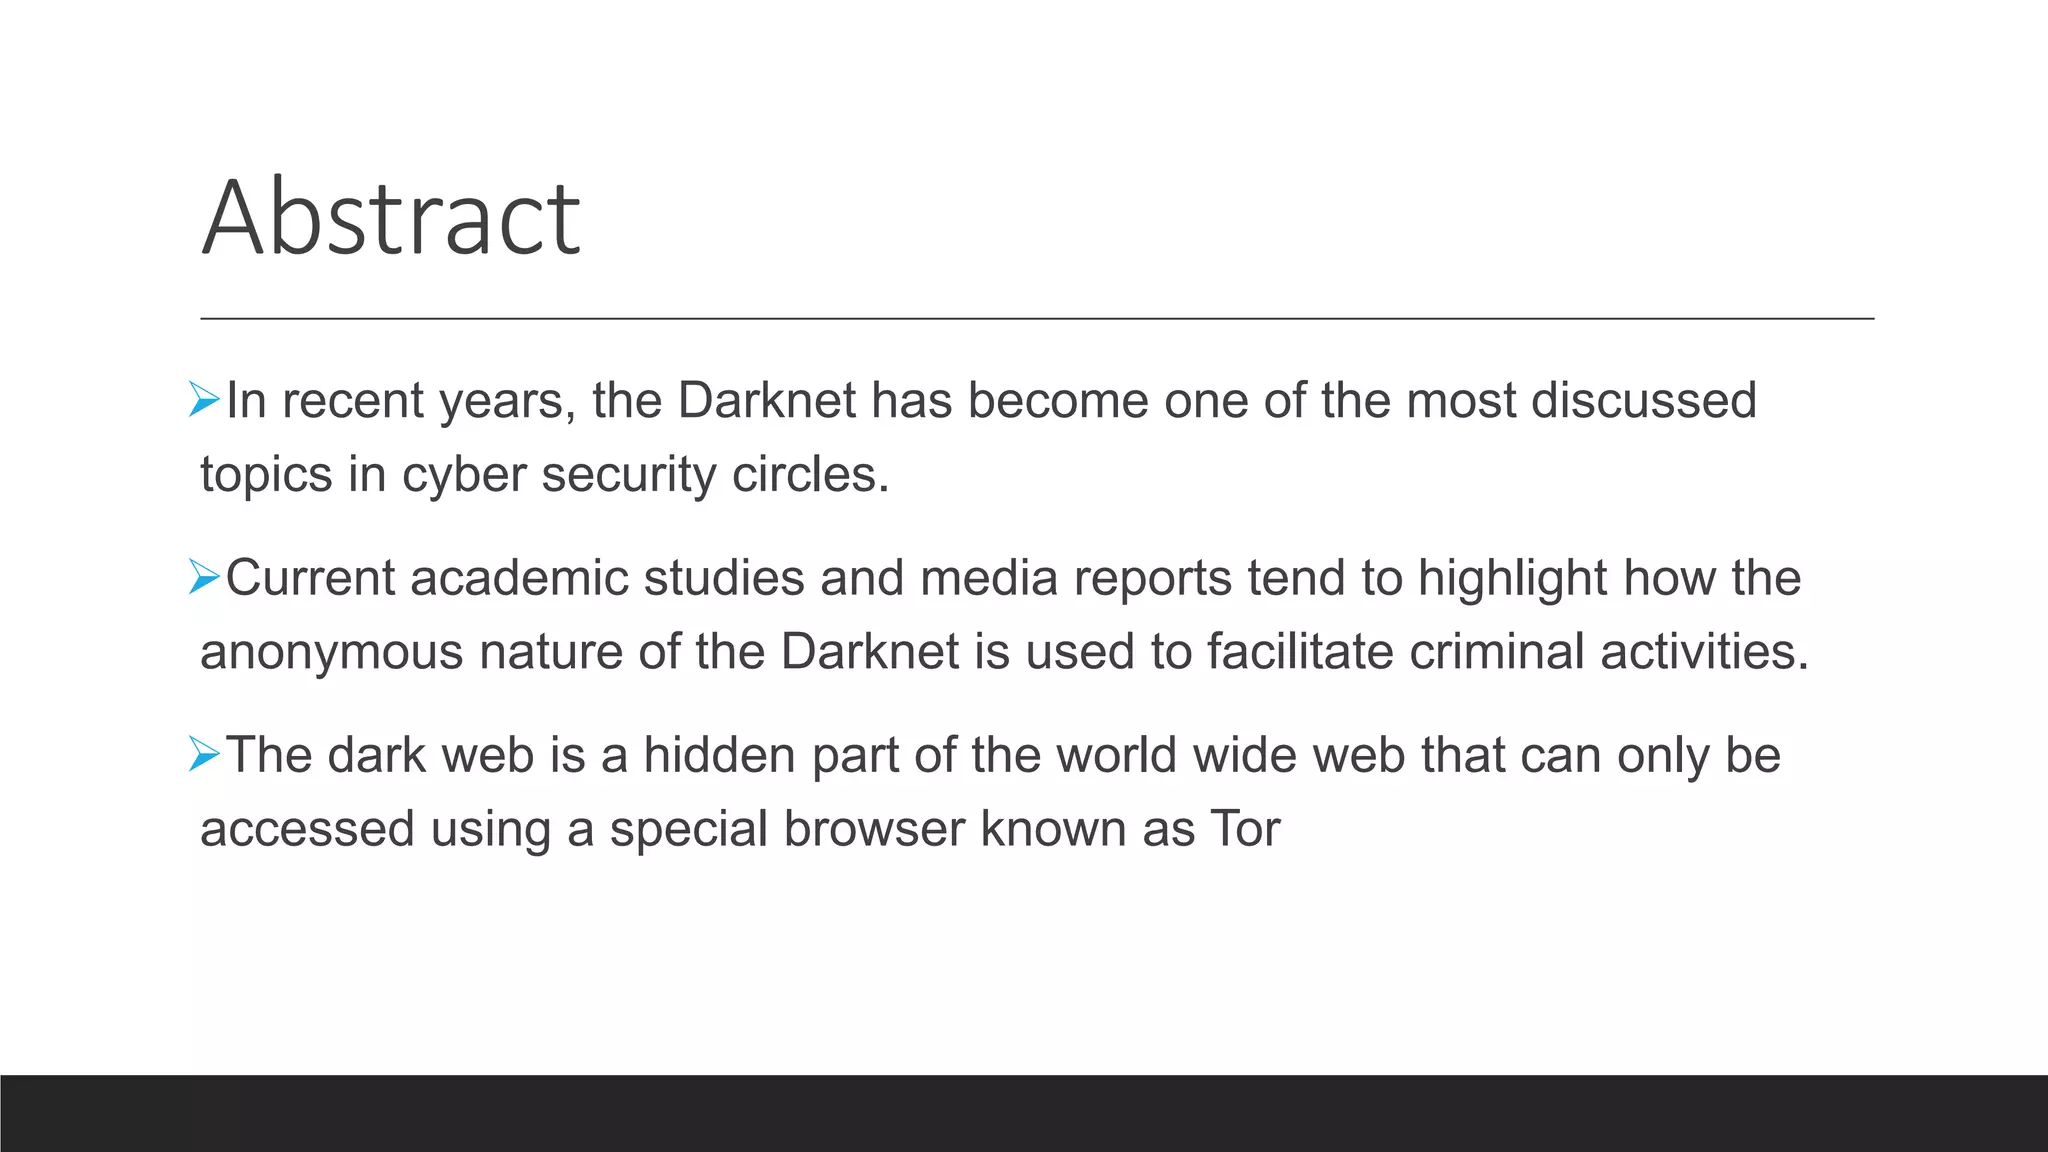 Abstract
➢In recent years, the Darknet has become one of the most discussed
topics in cyber security circles.
➢Current academic studies and media reports tend to highlight how the
anonymous nature of the Darknet is used to facilitate criminal activities.
➢The dark web is a hidden part of the world wide web that can only be
accessed using a special browser known as Tor